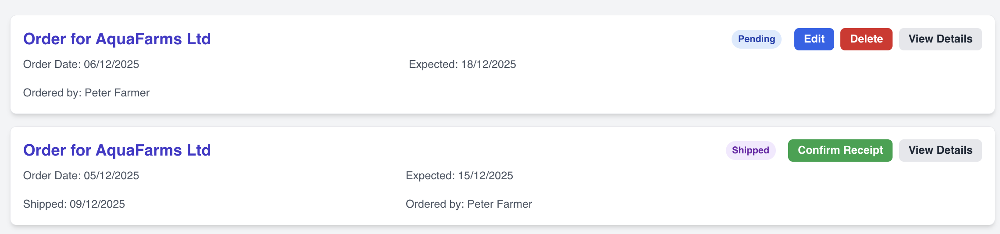 Order for AquaFarms Ltd Pending Edit Delete View Details
Order Date: 06/12/2025 Expected: 18/12/2025
Ordered by: Peter Farmer
Order for AquaFarms Ltd Shipped Confirm Receipt View Details
Order Date: 05/12/2025 Expected: 15/12/2025
Shipped: 09/12/2025 Ordered by: Peter Farmer